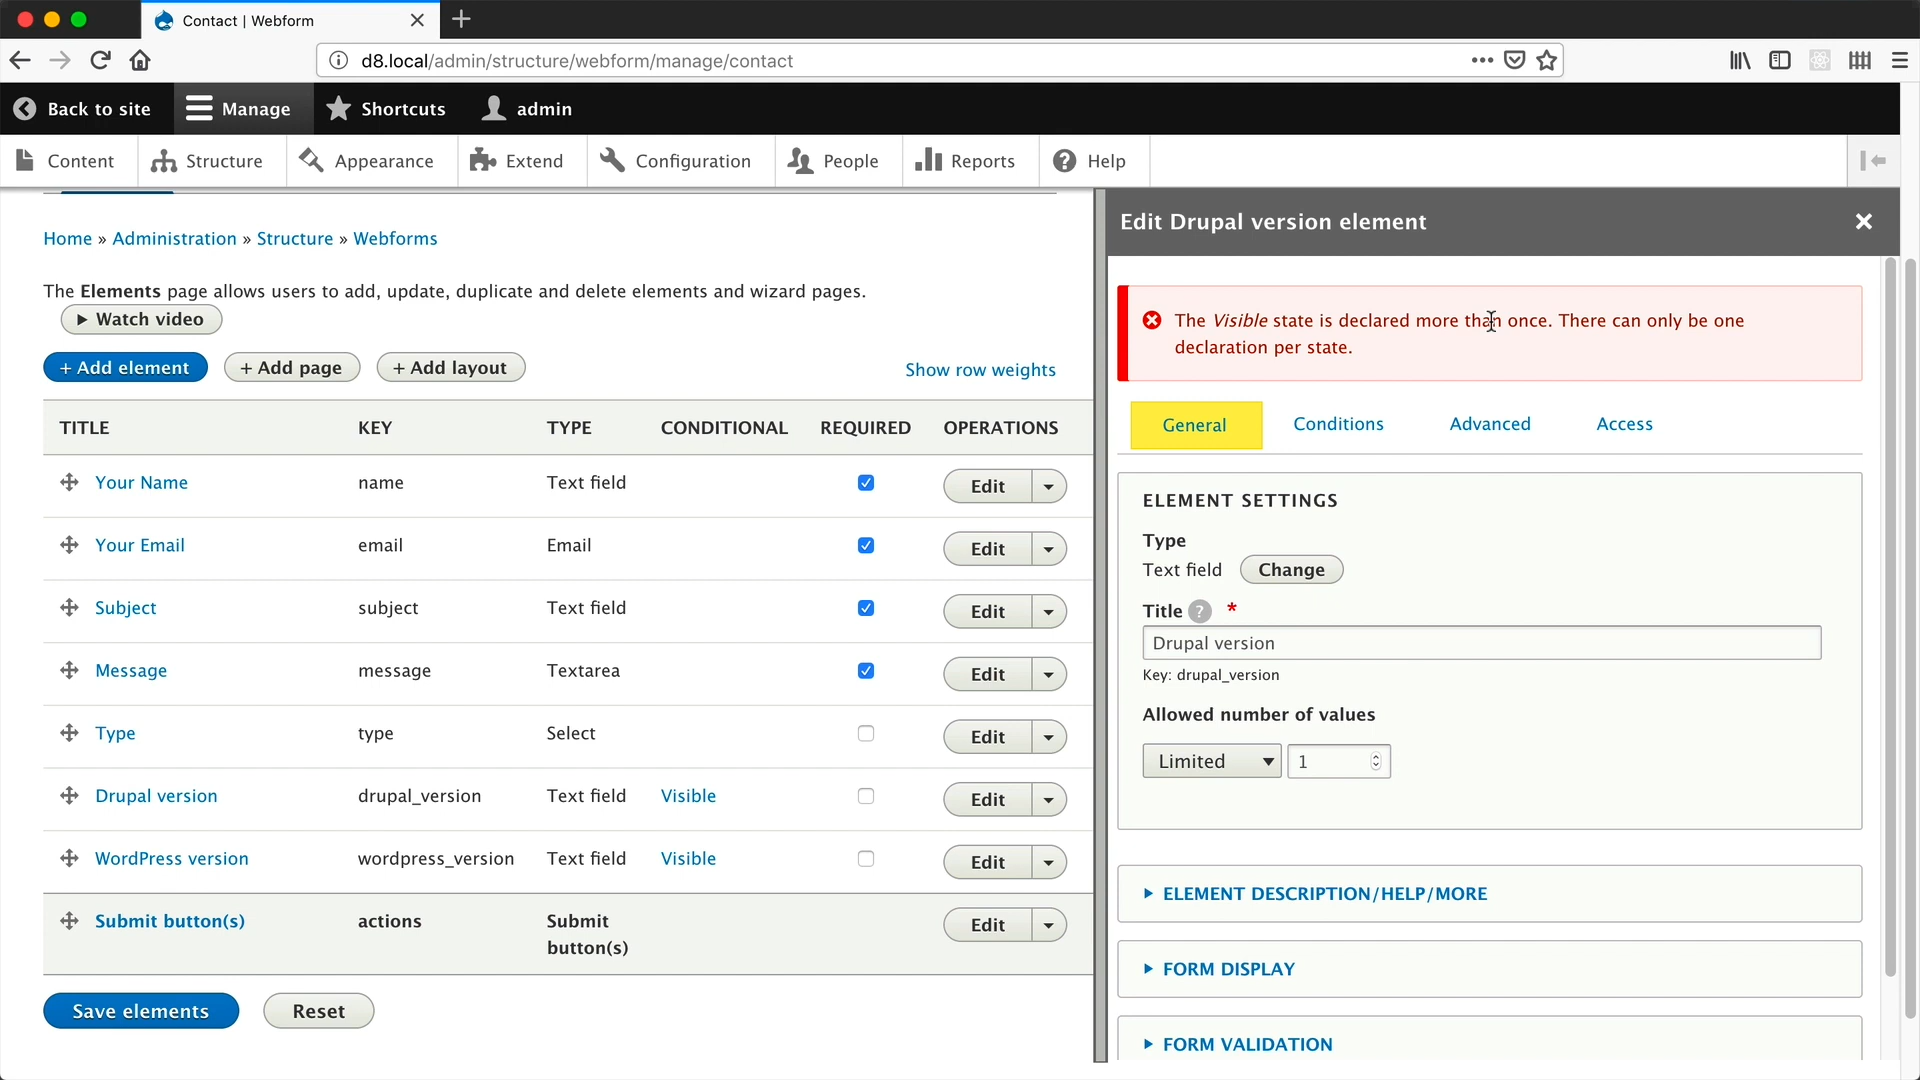 Contact | Webform
d8.local/admin/structure/webform/manage/contact
Back to site Manage Shortcuts admin
Content Structure Appearance Extend Configuration People Reports Help
Home » Administration » Structure » Webforms
The Elements page allows users to add, update, duplicate and delete elements and wizard pages.
Watch video
+ Add element + Add page + Add layout Show row weights
TITLE KEY TYPE CONDITIONAL REQUIRED OPERATIONS
Your Name name Text field Edit
Your Email email Email Edit
Subject subject Text field Edit
Message message Textarea Edit
Type type Select Edit
Drupal version drupal_version Text field Visible Edit
WordPress version wordpress_version Text field Visible Edit
Submit button(s) actions Submit button(s) Edit
Save elements Reset
Edit Drupal version element
The Visible state is declared more than once. There can only be one
declaration per state.
General Conditions Advanced Access
ELEMENT SETTINGS
Type
Text field Change
Title ? *
Drupal version
Key: drupal_version
Allowed number of values
Limited 1
ELEMENT DESCRIPTION/HELP/MORE
FORM DISPLAY
FORM VALIDATION